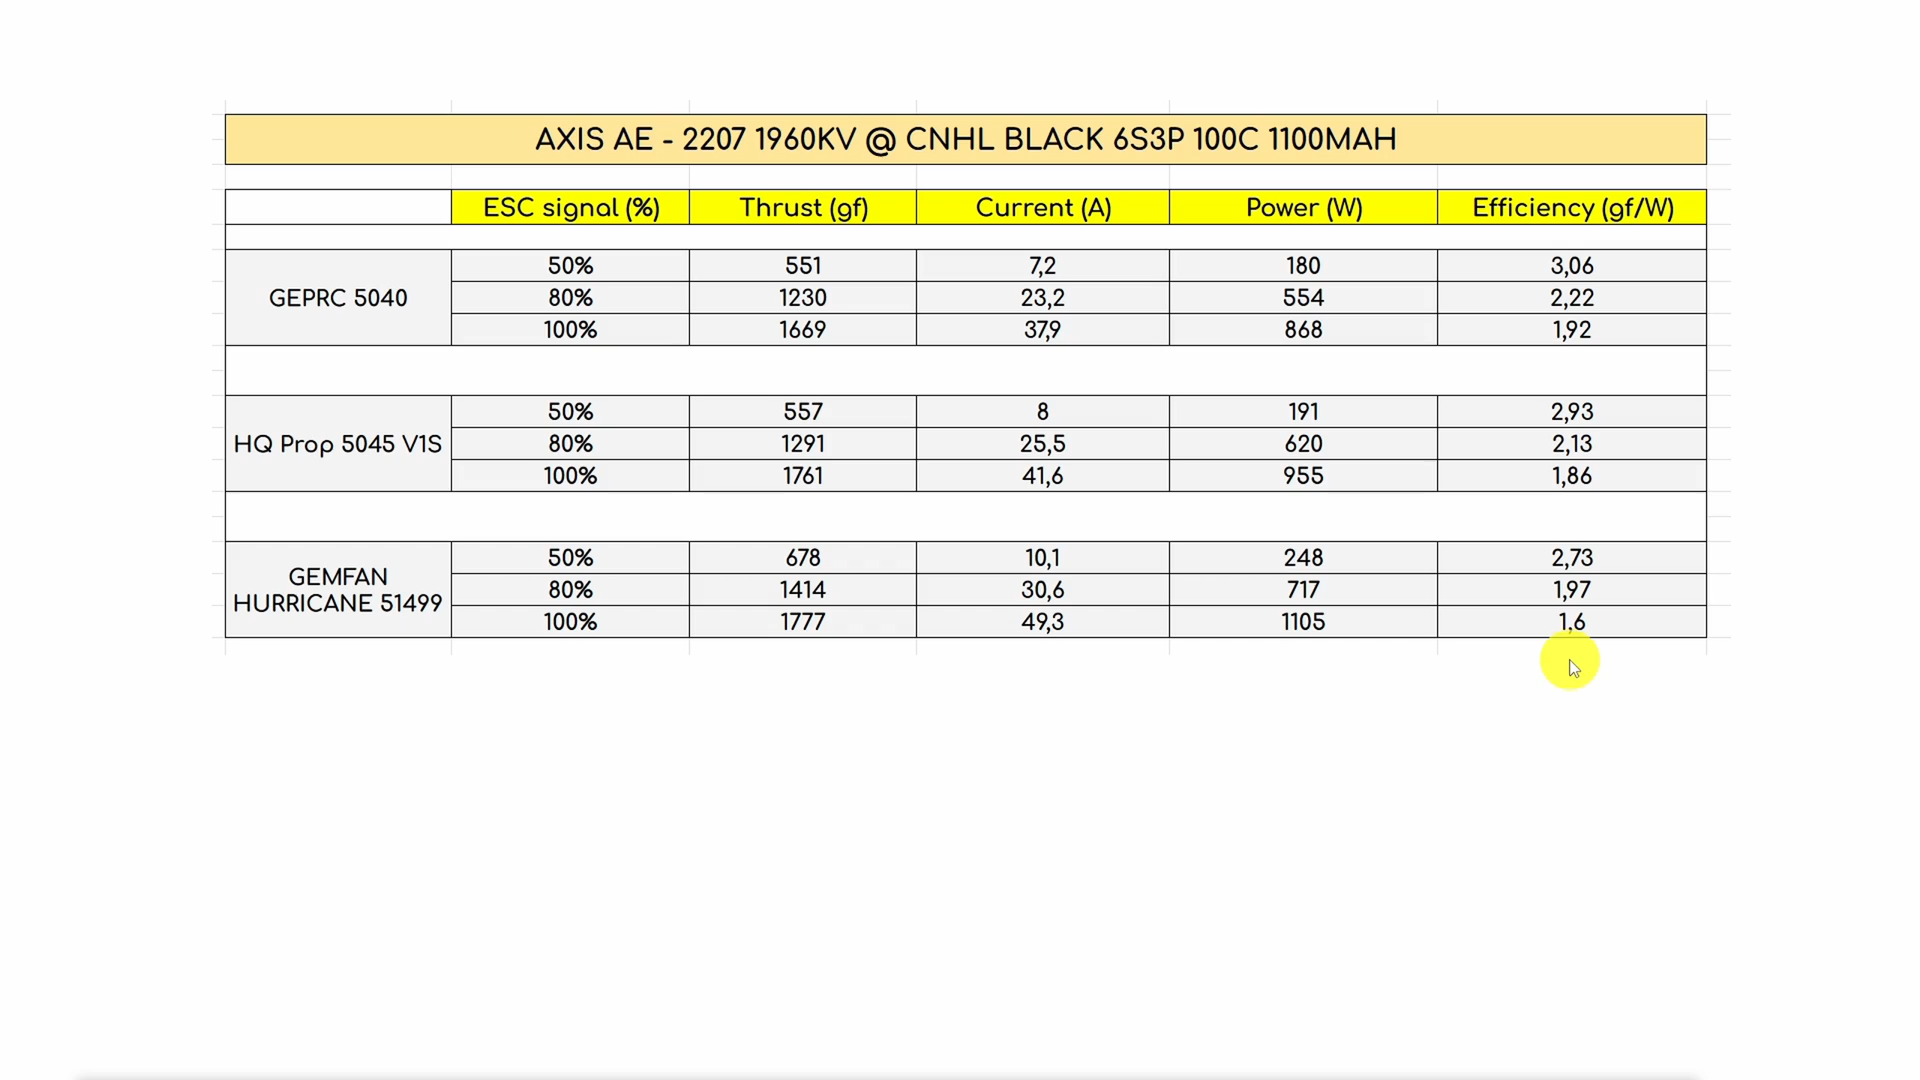 AXIS AE - 2207 1960KV @ CNHL BLACK 6S3P 100C 1100MAH
ESC signal (%) Thrust (gf) Current (A) Power (W) Efficiency (gf/W)
GEPRC 5040
50% 551 7,2 180 3,06
80% 1230 23,2 554 2,22
100% 1669 37,9 868 1,92
HQ Prop 5045 V1S
50% 557 8 191 2,93
80% 1291 25,5 620 2,13
100% 1761 41,6 955 1,86
GEMFAN
HURRICANE 51499
50% 678 10,1 248 2,73
80% 1414 30,6 717 1,97
100% 1777 49,3 1105 1,6